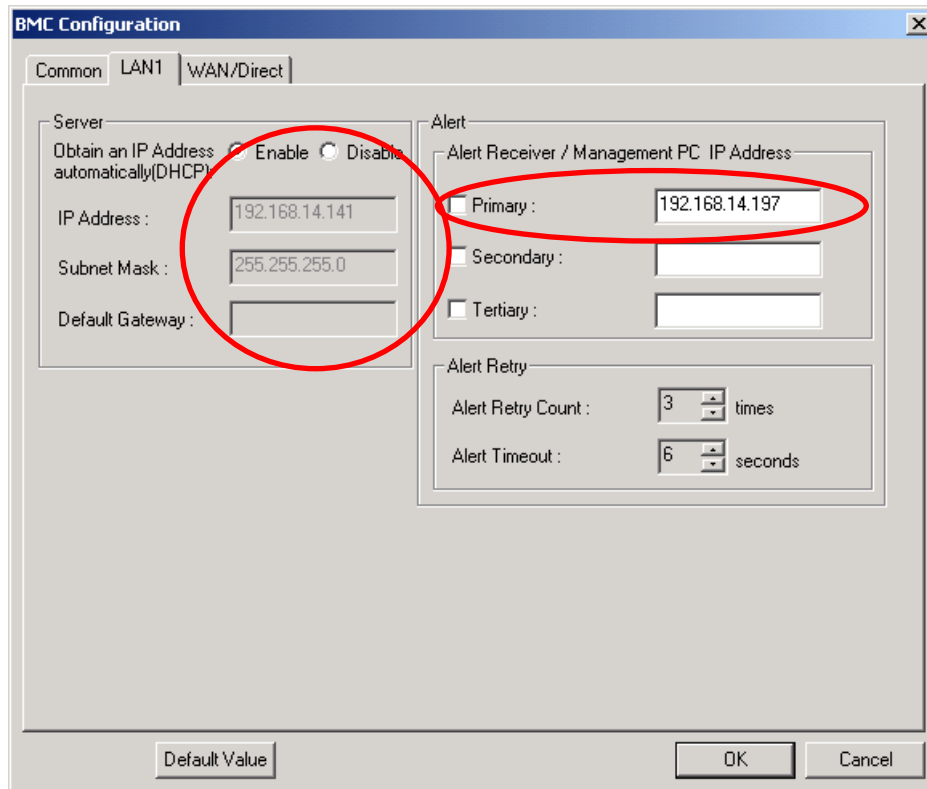 BMC Configuration
Common LAN1 WAN/Direct
Server
Obtain an IP Address automatically(DHCP): Enable Disable
IP Address : 192.168.14.141
Subnet Mask : 255.255.255.0
Default Gateway :
Alert
Alert Receiver / Management PC IP Address
Primary : 192.168.14.197
Secondary :
Tertiary :
Alert Retry
Alert Retry Count : 3 times
Alert Timeout : 6 seconds
Default Value OK Cancel